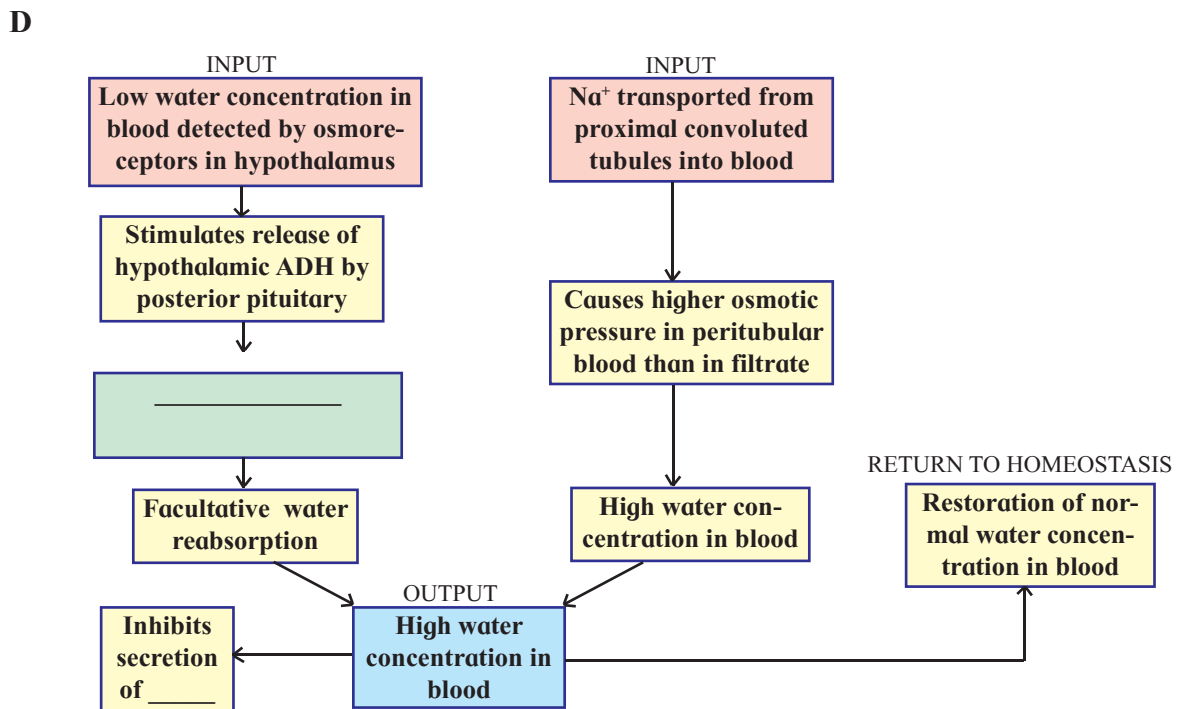 D
INPUT
Low water concentration in
blood detected by osmore-
ceptors in hypothalamus
Stimulates release of
hypothalamic ADH by
posterior pituitary
Facultative water
reabsorption
INPUT
Na⁺ transported from
proximal convoluted
tubules into blood
Causes higher osmotic
pressure in peritubular
blood than in filtrate
High water con-
centration in blood
OUTPUT
High water
concentration in
blood
Inhibits
secretion
of ______
RETURN TO HOMEOSTASIS
Restoration of nor-
mal water concen-
tration in blood